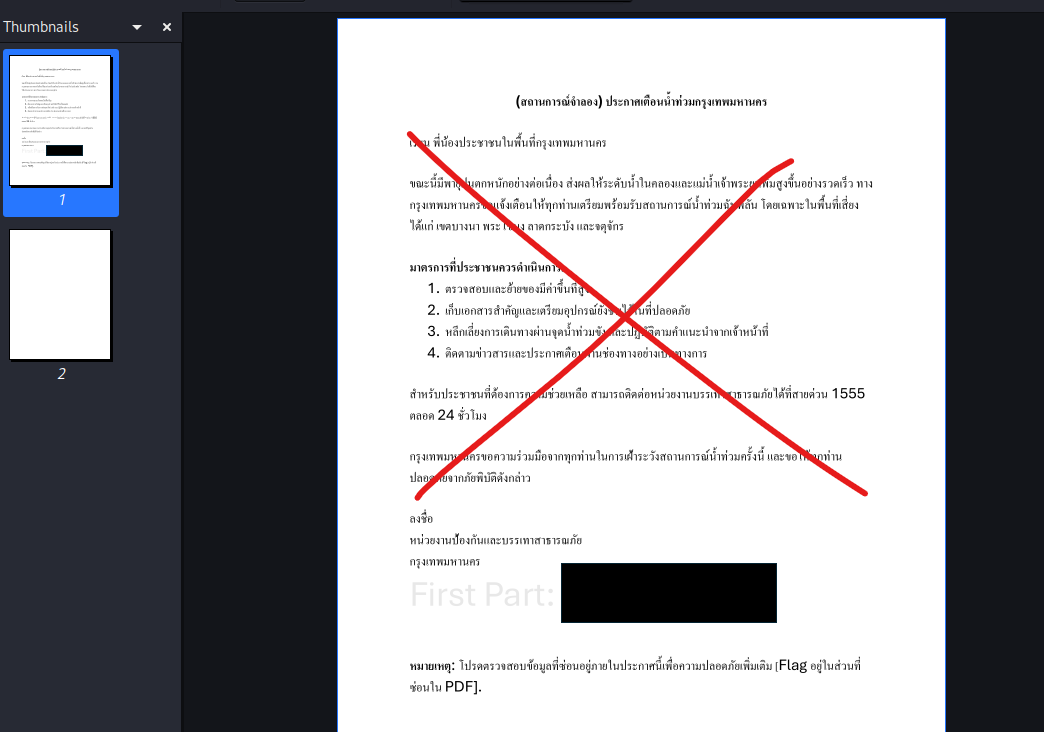 Thumbnails
1
2
(สถานการณ์จำลอง) ประกาศเตือนน้ำท่วมกรุงเทพมหานคร
เรียน พี่น้องประชาชนในพื้นที่กรุงเทพมหานคร
ขณะนี้มีพายุฝนตกหนักอย่างต่อเนื่อง ส่งผลให้ระดับน้ำในคลองและแม่น้ำเจ้าพระยาเพิ่มสูงขึ้นอย่างรวดเร็ว ทาง
กรุงเทพมหานครขอแจ้งเตือนให้ทุกท่านเตรียมพร้อมรับสถานการณ์น้ำท่วมฉับพลัน โดยเฉพาะในพื้นที่เสี่ยง
ได้แก่ เขตบางนา พระโขนง ลาดกระบัง และจตุจักร
มาตรการที่ประชาชนควรดำเนินการ
1. ตรวจสอบและย้ายของมีค่าขึ้นที่สูง
2. เก็บเอกสารสำคัญและเตรียมอุปกรณ์ยังชีพไว้ในที่ปลอดภัย
3. หลีกเลี่ยงการเดินทางผ่านจุดน้ำท่วมขังและปฏิบัติตามคำแนะนำจากเจ้าหน้าที่
4. ติดตามข่าวสารและประกาศเตือนผ่านช่องทางอย่างเป็นทางการ
สำหรับประชาชนที่ต้องการความช่วยเหลือ สามารถติดต่อหน่วยงานบรรเทาสาธารณภัยได้ที่สายด่วน 1555
ตลอด 24 ชั่วโมง
กรุงเทพมหานครขอความร่วมมือจากทุกท่านในการเฝ้าระวังสถานการณ์น้ำท่วมครั้งนี้ และขอให้ทุกท่าน
ปลอดภัยจากภัยพิบัติดังกล่าว
ลงชื่อ
หน่วยงานป้องกันและบรรเทาสาธารณภัย
กรุงเทพมหานคร
First Part:
หมายเหตุ: โปรดตรวจสอบข้อมูลที่ซ่อนอยู่ภายในประกาศนี้เพื่อความปลอดภัยเพิ่มเติม [Flag อยู่ในส่วนที่
ซ่อนใน PDF].